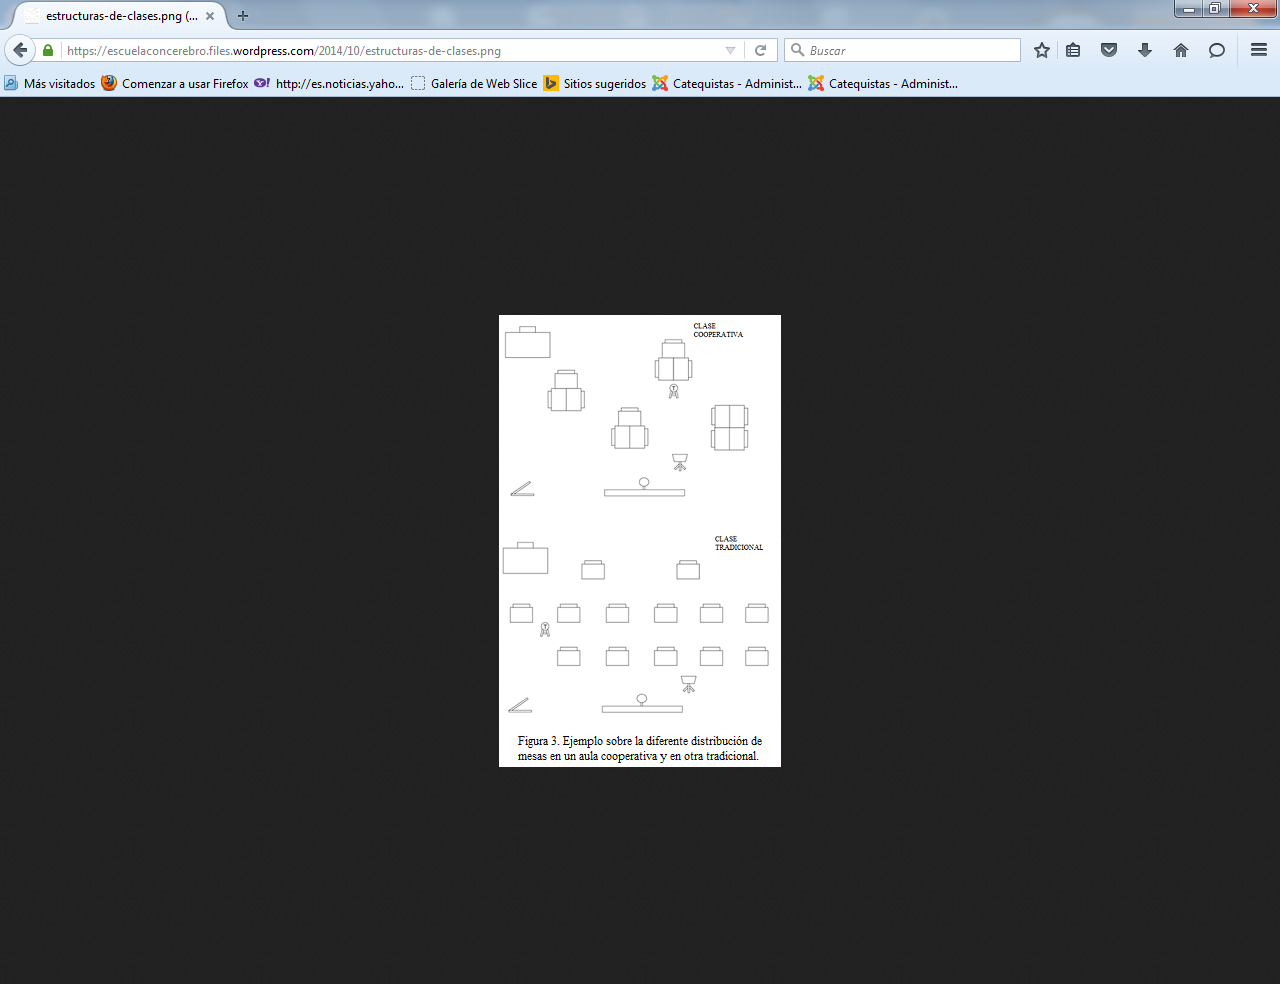 estructuras-de-clases.png (...
https://escuelaconcerebro.files.wordpress.com/2014/10/estructuras-de-clases.png
Buscar
Más visitados
Comenzar a usar Firefox
http://es.noticias.yaho...
Galería de Web Slice
Sitios sugeridos
Catequistas - Administ...
Catequistas - Administ...
CLASE
COOPERATIVA
T
CLASE
TRADICIONAL
T
Figura 3. Ejemplo sobre la diferente distribución de
mesas en un aula cooperativa y en otra tradicional.